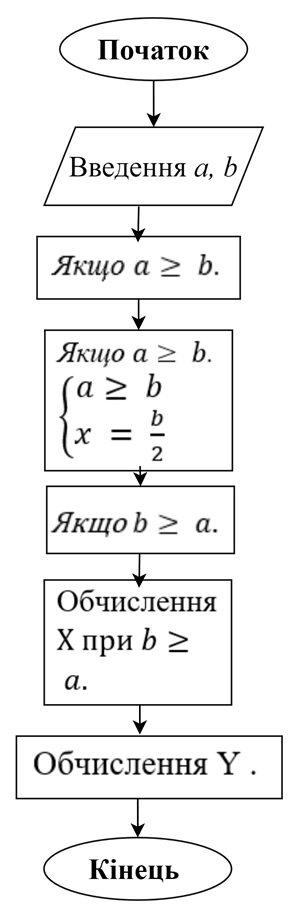 Початок
Введення a, b
Якщо a ≥ b.
Якщо a ≥ b.
{a ≥ b
x = b/2
Якщо b ≥ a.
Обчислення
X при b ≥
a.
Обчислення Y .
Кінець